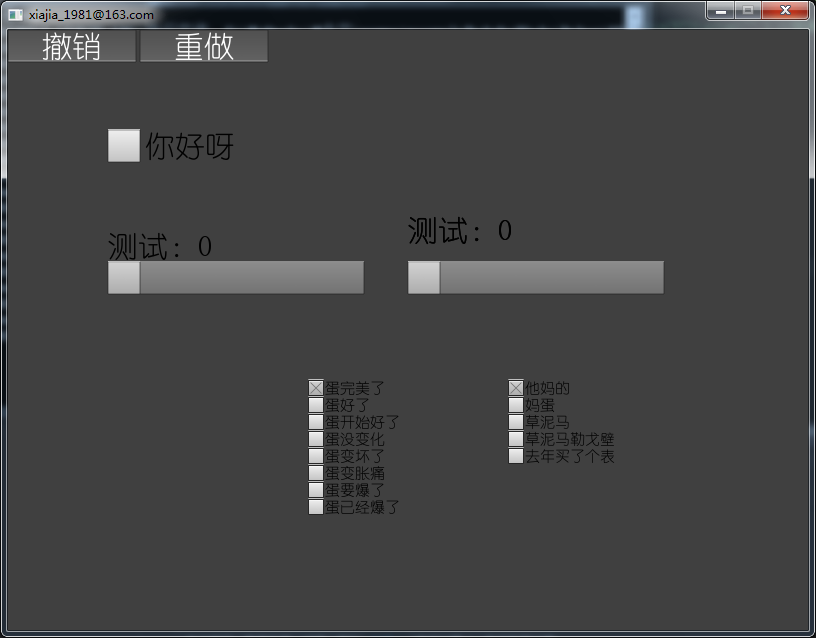 xiajia_1981@163.com
撤销 重做
你好呀
测试: 0
测试: 0
蛋完美了
蛋好了
蛋开始好了
蛋没变化
蛋变坏了
蛋变胀痛
蛋要爆了
蛋已经爆了
他妈的
妈蛋
草泥马
草泥马勒戈壁
去年买了个表